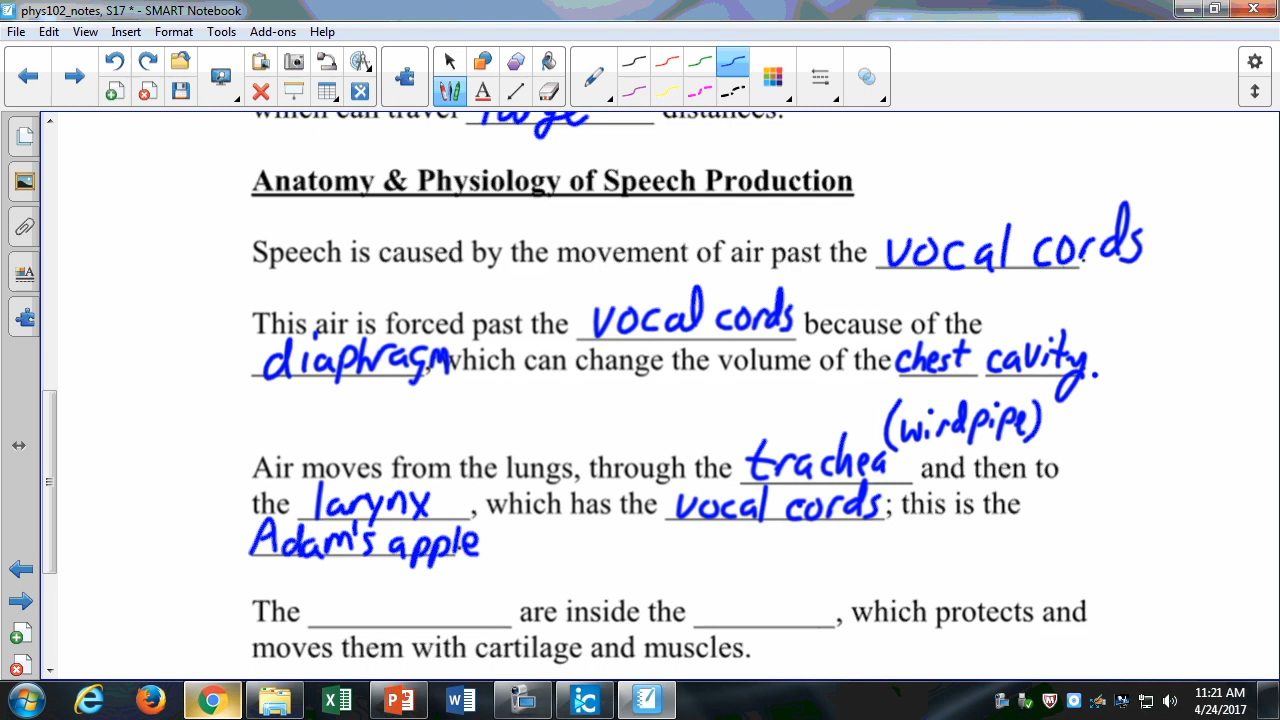 phys102_notes, S17 * - SMART Notebook
File Edit View Insert Format Tools Add-ons Help
which can travel large distances.
Anatomy & Physiology of Speech Production
Speech is caused by the movement of air past the vocal cords.
This air is forced past the vocal cords because of the
diaphragm, which can change the volume of the chest cavity.
(windpipe)
Air moves from the lungs, through the trachea and then to
the larynx, which has the vocal cords; this is the
Adam's apple.
The ______________ are inside the __________, which protects and
moves them with cartilage and muscles.
11:21 AM
4/24/2017